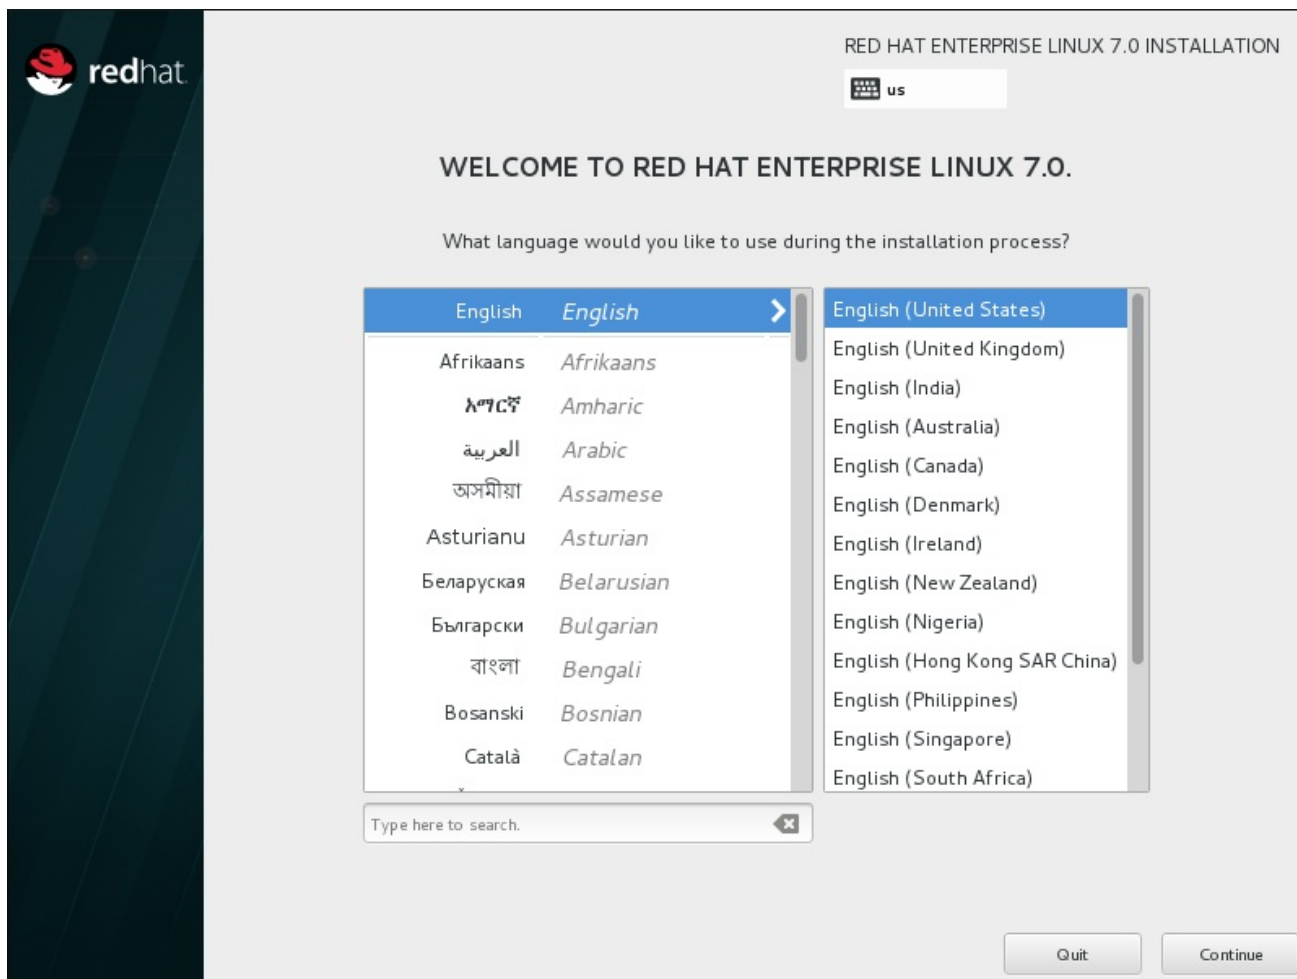 redhat.
RED HAT ENTERPRISE LINUX 7.0 INSTALLATION
us
WELCOME TO RED HAT ENTERPRISE LINUX 7.0.
What language would you like to use during the installation process?
English English
Afrikaans Afrikaans
አማርኛ Amharic
العربية Arabic
অসমীয়া Assamese
Asturianu Asturian
Беларуская Belarusian
Български Bulgarian
বাংলা Bengali
Bosanski Bosnian
Català Catalan
English (United States)
English (United Kingdom)
English (India)
English (Australia)
English (Canada)
English (Denmark)
English (Ireland)
English (New Zealand)
English (Nigeria)
English (Hong Kong SAR China)
English (Philippines)
English (Singapore)
English (South Africa)
Type here to search.
Quit
Continue